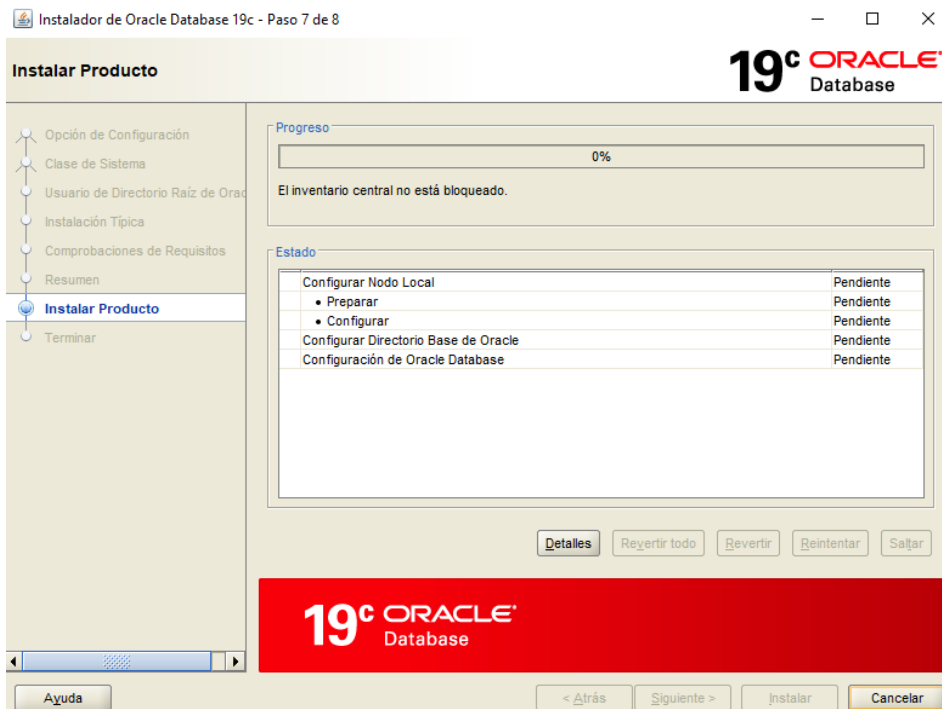 Instalador de Oracle Database 19c - Paso 7 de 8
Instalar Producto
19c ORACLE
Database
Opción de Configuración
Clase de Sistema
Usuario de Directorio Raíz de Orac
Instalación Típica
Comprobaciones de Requisitos
Resumen
Instalar Producto
Terminar
Progreso
0%
El inventario central no está bloqueado.
Estado
Configurar Nodo Local Pendiente
• Preparar Pendiente
• Configurar Pendiente
Configurar Directorio Base de Oracle Pendiente
Configuración de Oracle Database Pendiente
Detalles Revertir todo Revertir Reintentar Saltar
19c ORACLE
Database
Ayuda < Atrás Siguiente > Instalar Cancelar